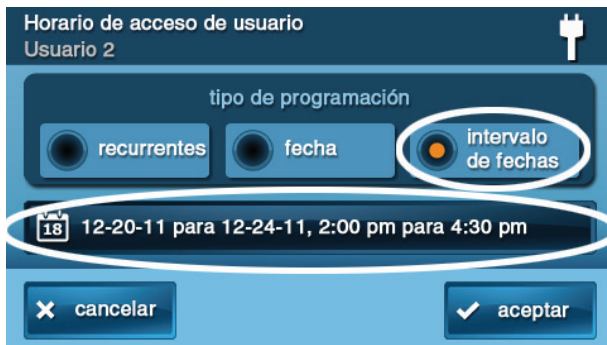 Horario de acceso de usuario
Usuario 2
tipo de programación
recurrentes
fecha
intervalo
de fechas
18
12-20-11 para 12-24-11, 2:00 pm para 4:30 pm
cancelar
aceptar